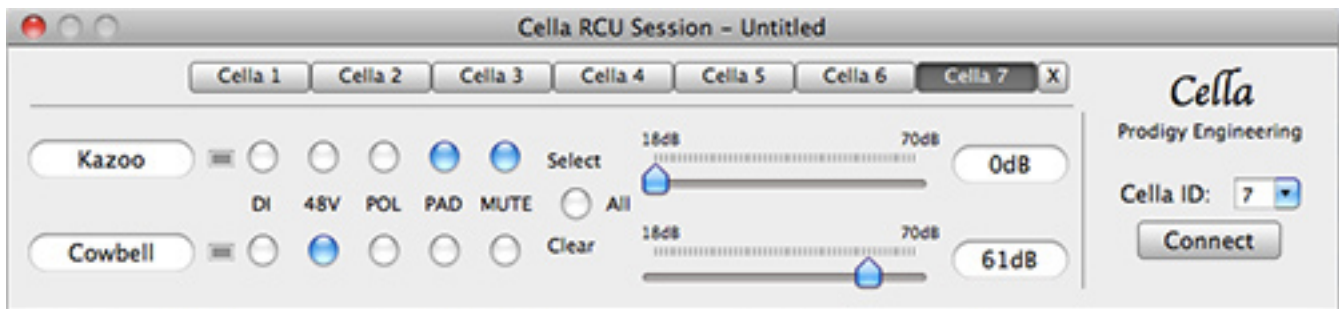 Cella RCU Session – Untitled
Cella 1 Cella 2 Cella 3 Cella 4 Cella 5 Cella 6 Cella 7 X
Cella
Prodigy Engineering
Kazoo Select 18dB 70dB 0dB
DI 48V POL PAD MUTE All
Cowbell Clear 18dB 70dB 61dB
Cella ID: 7
Connect